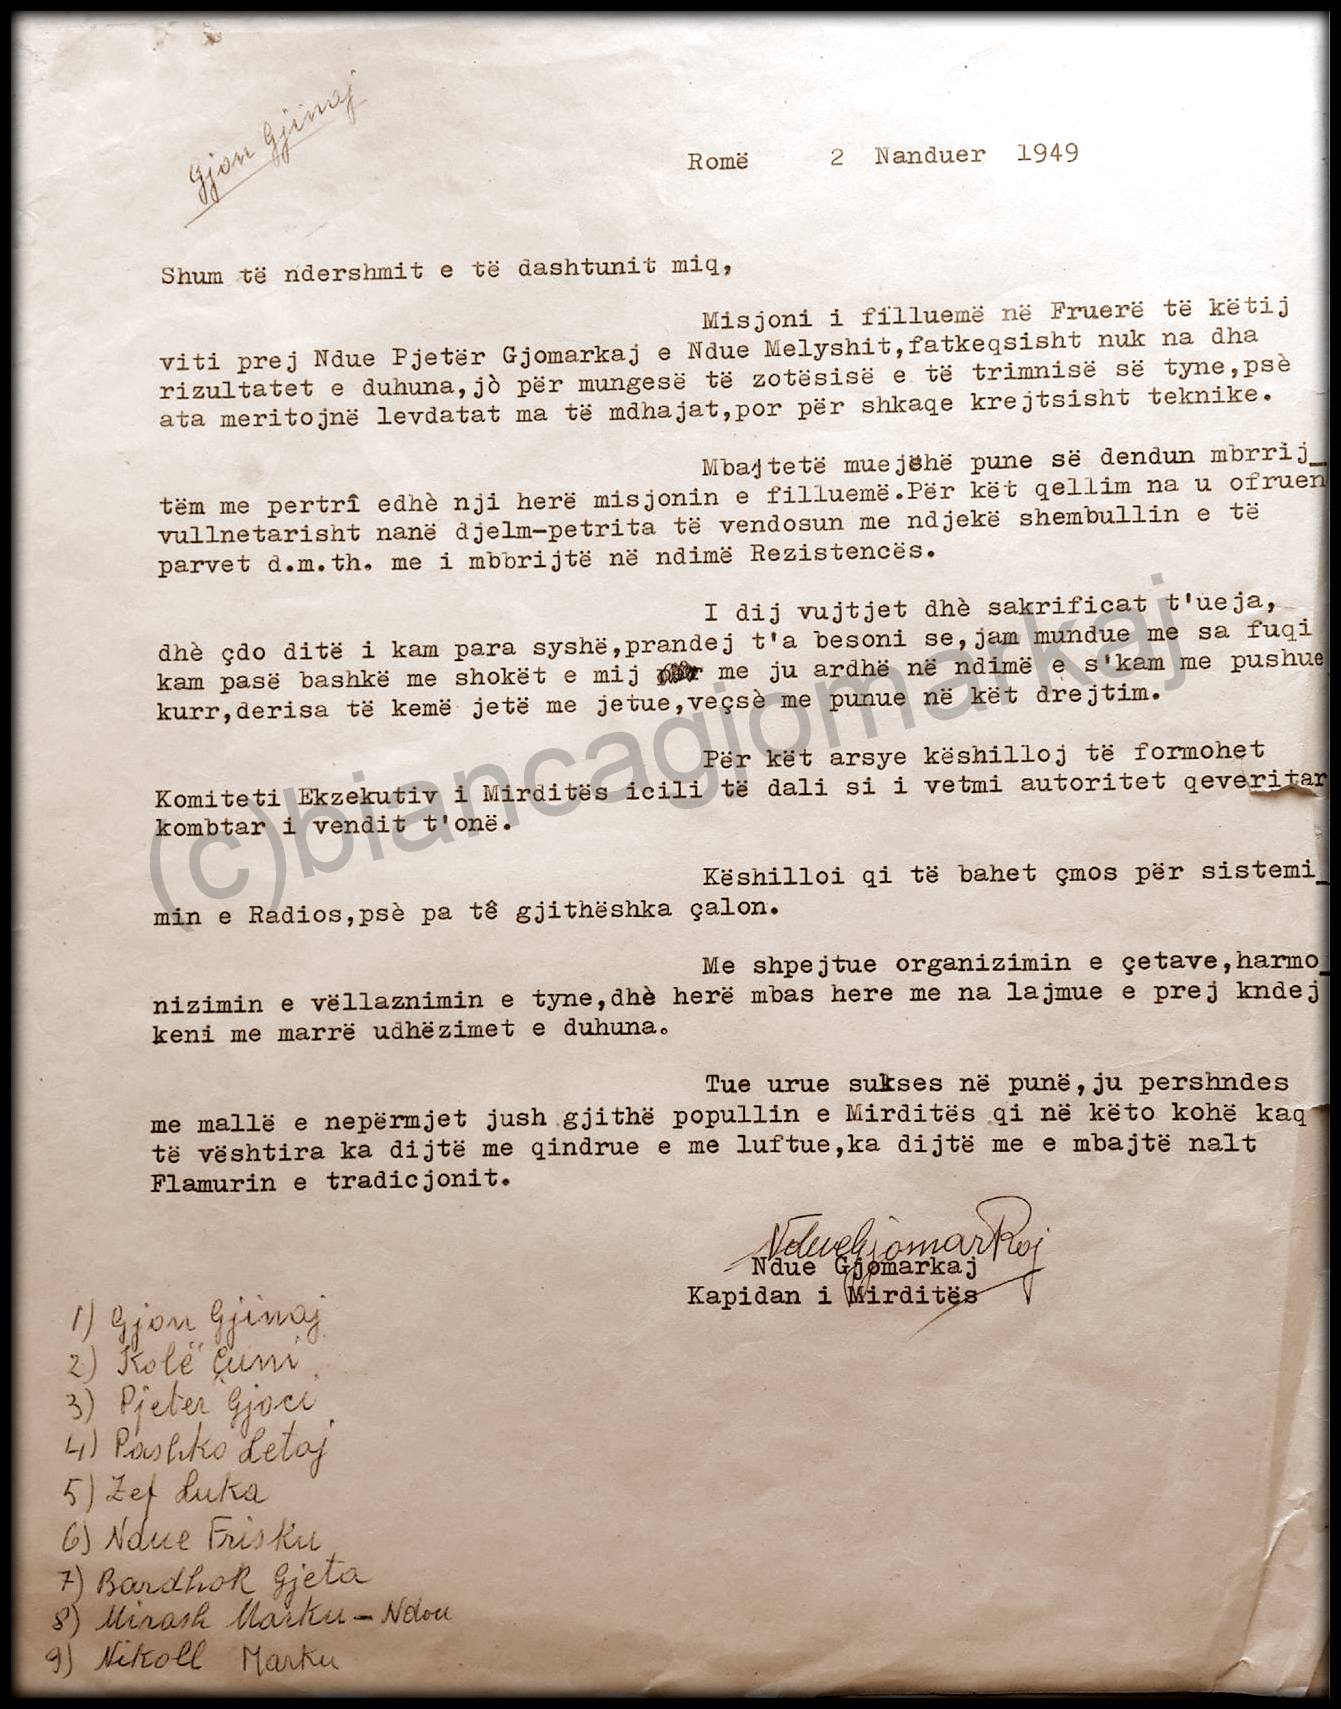 Gjon Gjinaj
Romë 2 Nanduer 1949
Shum të ndershmit e të dashtunit miq,
Misjoni i filluemë në Fruerë të këtij
viti prej Ndue Pjetër Gjomarkaj e Ndue Melyshit,fatkeqsisht nuk na dha
rizultatet e duhuna,jò për mungesë të zotësisë e të trimnisë së tyne,psè
ata meritojnë levdatat ma të mdhajat,por për shkaqe krejtsisht teknike.
Mbajtetë muejshë pune së dendun mbrrij_
tëm me pertrî edhè nji herë misjonin e filluemë.Për kët qellim na u ofruen
vullnetarisht nanë djelm-petrita të vendosun me ndjekë shembullin e të
parvet d.m.th. me i mbbrijtë në ndimë Rezistencës.
I dij vujtjet dhè sakrificat t'ueja,
dhè çdo ditë i kam para syshë,prandej t'a besoni se,jam mundue me sa fuqi
kam pasë bashkë me shokët e mij me ju ardhë në ndimë e s'kam me pushue
kurr,derisa të kemë jetë me jetue,veçsè me punue në kët drejtim.
Për kët arsye këshilloj të formohet
Komiteti Ekzekutiv i Mirditës icili të dali si i vetmi autoritet qeveritar
kombtar i vendit t'onë.
Këshilloi qi të bahet çmos për sistemi_
min e Radios,psè pa tê gjithëshka çalon.
Me shpejtue organizimin e çetave,harmo_
nizimin e vëllaznimin e tyne,dhè herë mbas here me na lajmue e prej kndej
keni me marrë udhëzimet e duhuna.
Tue urue sukses në punë,ju pershndes
me mallë e nepërmjet jush gjithë popullin e Mirditës qi në këto kohë kaq
të vështira ka dijtë me qindrue e me luftue,ka dijtë me e mbajtë nalt
Flamurin e tradicjonit.
Ndue Gjomarkaj
Ndue Gjomarkaj
Kapidan i Mirditës
1) Gjon Gjinaj
2) Kolë Çuni
3) Pjeter Gjoci
4) Pashko Letaj
5) Zef Luka
6) Ndue Frisku
7) Bardhok Gjeta
8) Mirash Marku - Ndou
9) Nikoll Marku
(c)biancagjomarkaj